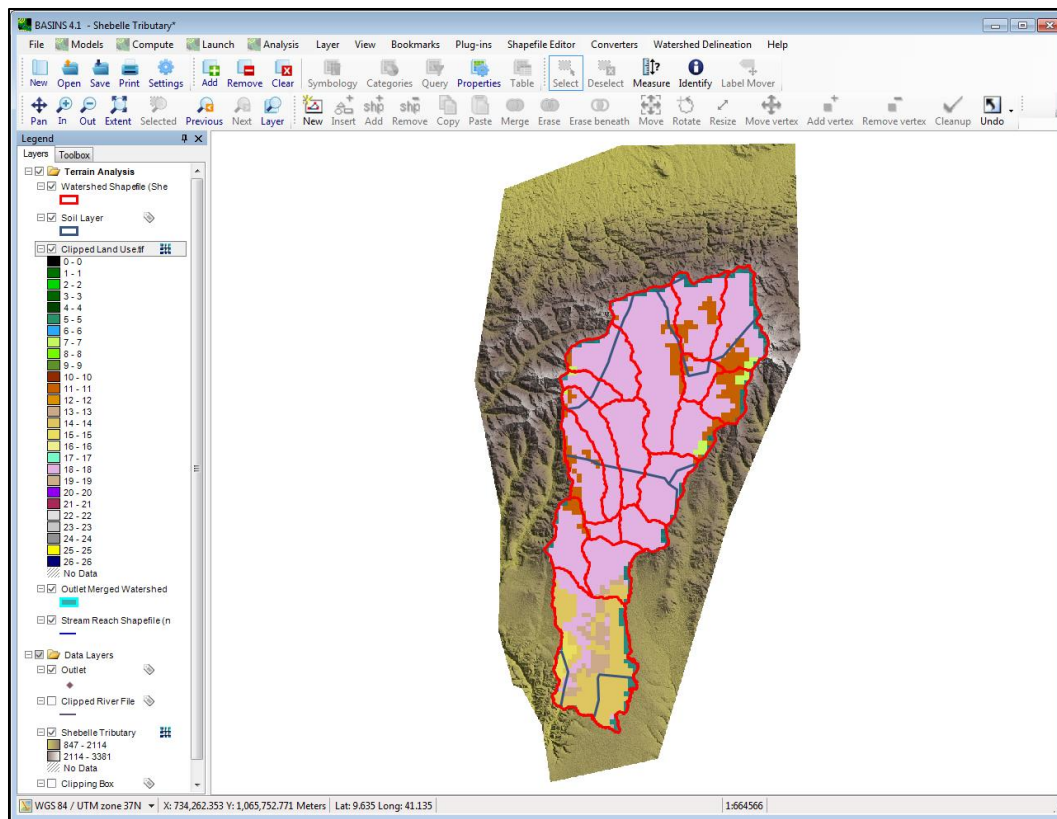 BASINS 4.1 - Shebelle Tributary*
File Models Compute Launch Analysis Layer View Bookmarks Plug-ins Shapefile Editor Converters Watershed Delineation Help
New Open Save Print Settings Add Remove Clear Symbology Categories Query Properties Table Select Deselect Measure Identify Label Mover
Pan In Out Extent Selected Previous Next Layer New Insert Add Remove Copy Paste Merge Erase Erase beneath Move Rotate Resize Move vertex Add vertex Remove vertex Cleanup Undo
Legend
Layers Toolbox
Terrain Analysis
Watershed Shapefile (She
Soil Layer
Clipped Land Use.tif
0 - 0
1 - 1
2 - 2
3 - 3
4 - 4
5 - 5
6 - 6
7 - 7
8 - 8
9 - 9
10 - 10
11 - 11
12 - 12
13 - 13
14 - 14
15 - 15
16 - 16
17 - 17
18 - 18
19 - 19
20 - 20
21 - 21
22 - 22
23 - 23
24 - 24
25 - 25
26 - 26
No Data
Outlet Merged Watershed
Stream Reach Shapefile (n
Data Layers
Outlet
Clipped River File
Shebelle Tributary
847 - 2114
2114 - 3381
No Data
Clipping Box
WGS 84 / UTM zone 37N X: 734,262.353 Y: 1,065,752.771 Meters Lat: 9.635 Long: 41.135 1:664566